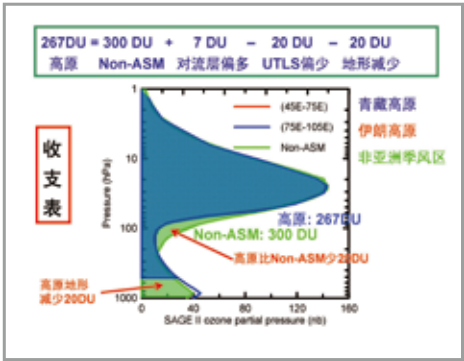 267DU = 300 DU + 7 DU - 20 DU - 20 DU
高原 Non-ASM 对流层偏多 UTLS偏少 地形减少
收支表
1
10
100
1000
Pressure (hPa)
(45E-75E)
(75E-105E)
Non-ASM
青藏高原
伊朗高原
非亚洲季风区
高原: 267DU
Non-ASM: 300 DU
高原比Non-ASM少20DU
高原地形
减少20DU
0 40 80 120 160
SAGE II ozone partial pressure (nb)